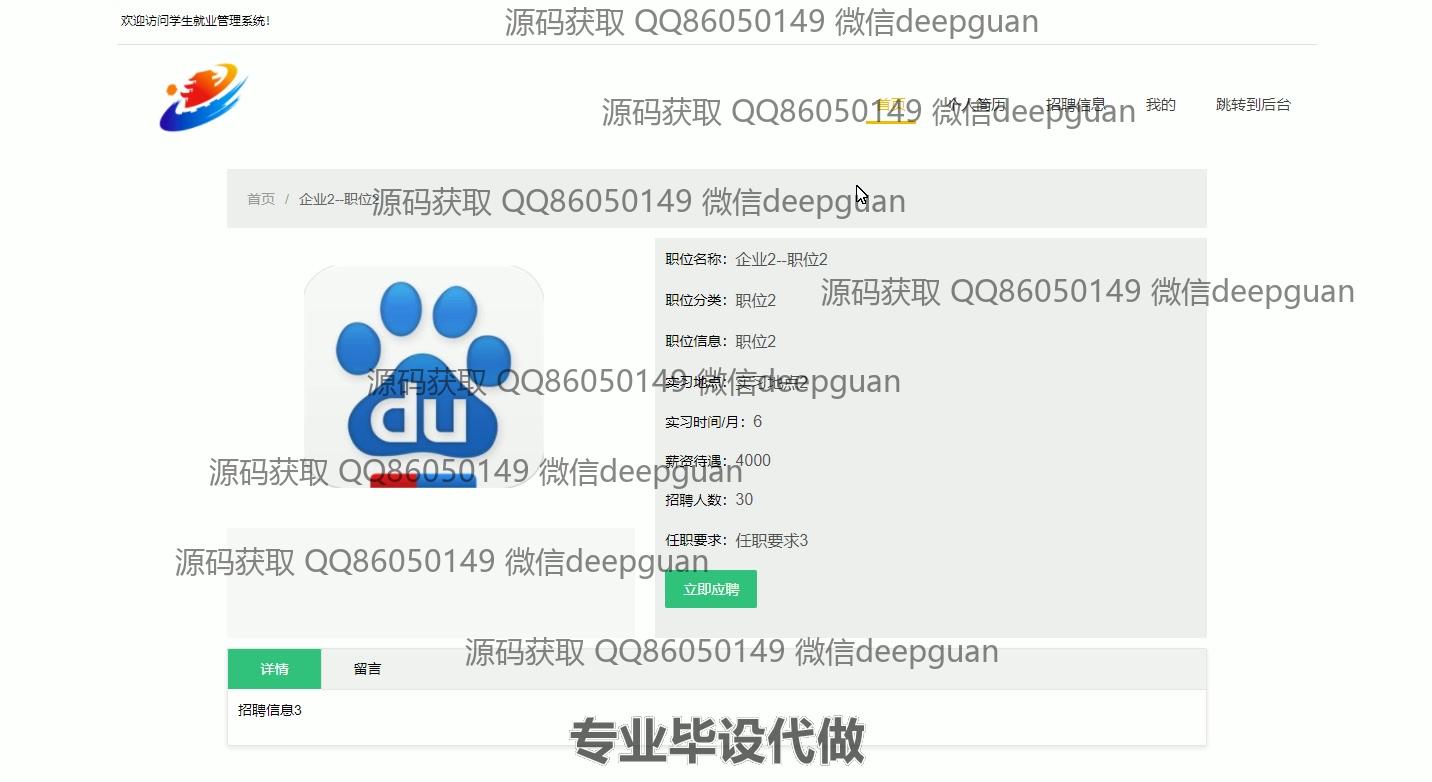 欢迎访问学生就业管理系统!
源码获取 QQ86050149 微信deepguan
首页 个人简历 招聘信息 我的 跳转到后台
源码获取 QQ86050149 微信deepguan
首页 / 企业2--职位2
源码获取 QQ86050149 微信deepguan
职位名称: 企业2--职位2
源码获取 QQ86050149 微信deepguan
职位分类: 职位2
职位信息: 职位2
实习地点: 实习地点2
源码获取 QQ86050149 微信deepguan
du
实习时间/月: 6
薪资待遇: 4000
源码获取 QQ86050149 微信deepguan
招聘人数: 30
任职要求: 任职要求3
源码获取 QQ86050149 微信deepguan
立即应聘
源码获取 QQ86050149 微信deepguan
详情 留言
招聘信息3
专业毕设代做